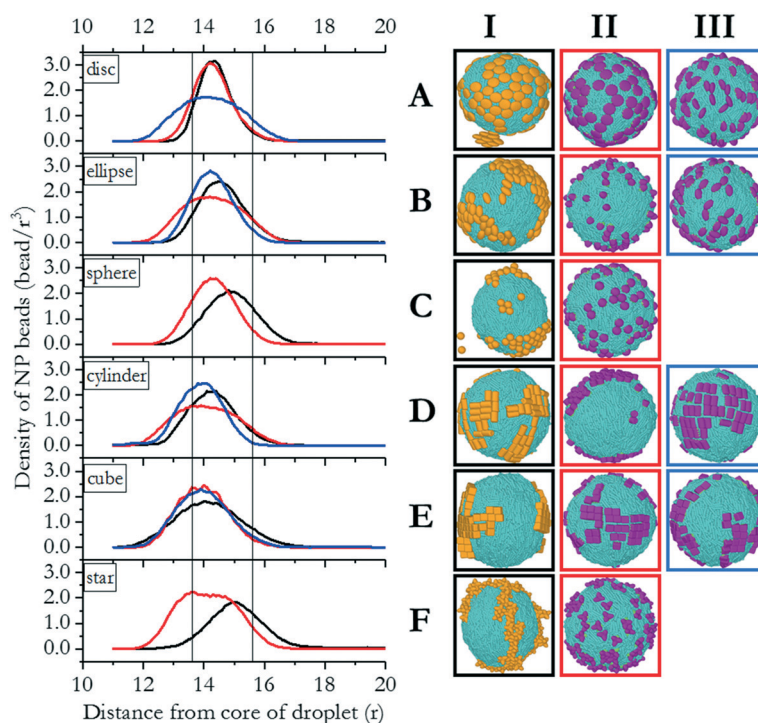 10 12 14 16 18 20
I II III
3.0
2.0
1.0
0.0
disc
A
3.0
2.0
1.0
0.0
ellipse
B
3.0
2.0
1.0
0.0
sphere
C
3.0
2.0
1.0
0.0
cylinder
D
3.0
2.0
1.0
0.0
cube
E
3.0
2.0
1.0
0.0
star
F
Density of NP beads (bead/r³)
10 12 14 16 18 20
Distance from core of droplet (r)